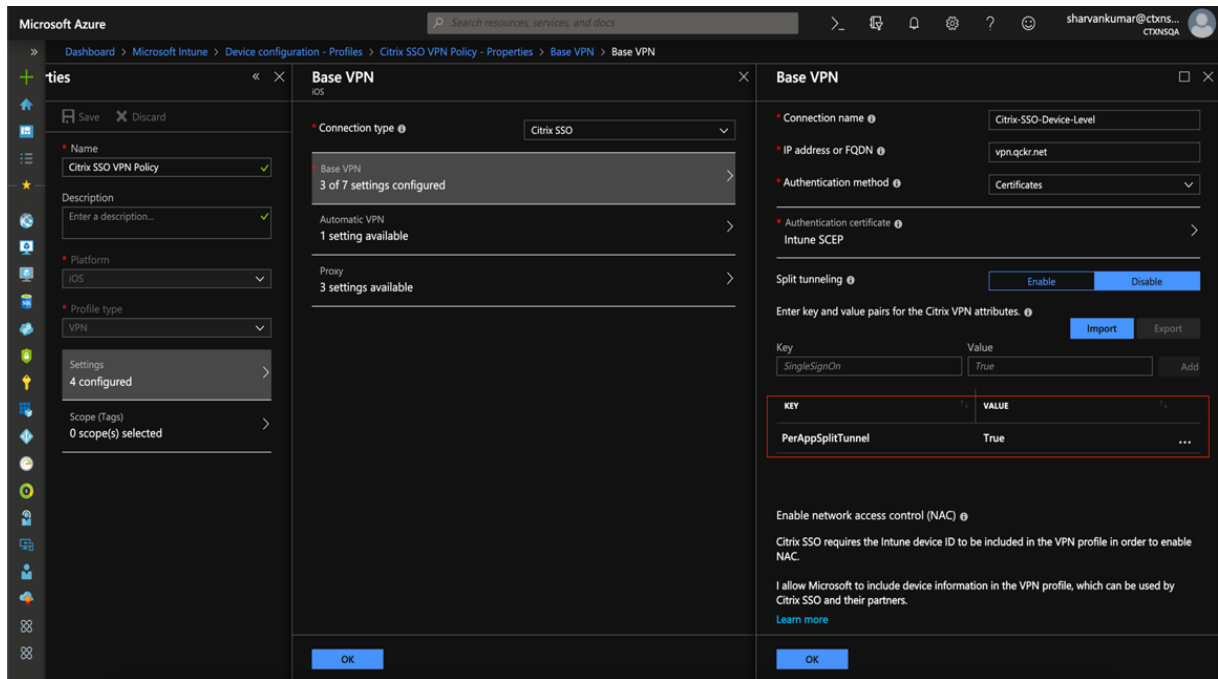 Microsoft Azure
Search resources, services, and docs
sharvankumar@ctxns...
CTXNSQA
Dashboard > Microsoft Intune > Device configuration - Profiles > Citrix SSO VPN Policy - Properties > Base VPN > Base VPN
rties
Save Discard
* Name
Citrix SSO VPN Policy
Description
Enter a description...
* Platform
iOS
* Profile type
VPN
Settings
4 configured
Scope (Tags)
0 scope(s) selected
Base VPN
iOS
* Connection type
Citrix SSO
* Base VPN
3 of 7 settings configured
Automatic VPN
1 setting available
Proxy
3 settings available
OK
Base VPN
* Connection name
Citrix-SSO-Device-Level
* IP address or FQDN
vpn.qckr.net
* Authentication method
Certificates
* Authentication certificate
Intune SCEP
Split tunneling
Enable Disable
Enter key and value pairs for the Citrix VPN attributes.
Import Export
Key Value
SingleSignOn True Add
KEY VALUE
PerAppSplitTunnel True ...
Enable network access control (NAC)
Citrix SSO requires the Intune device ID to be included in the VPN profile in order to enable
NAC.
I allow Microsoft to include device information in the VPN profile, which can be used by
Citrix SSO and their partners.
Learn more
OK